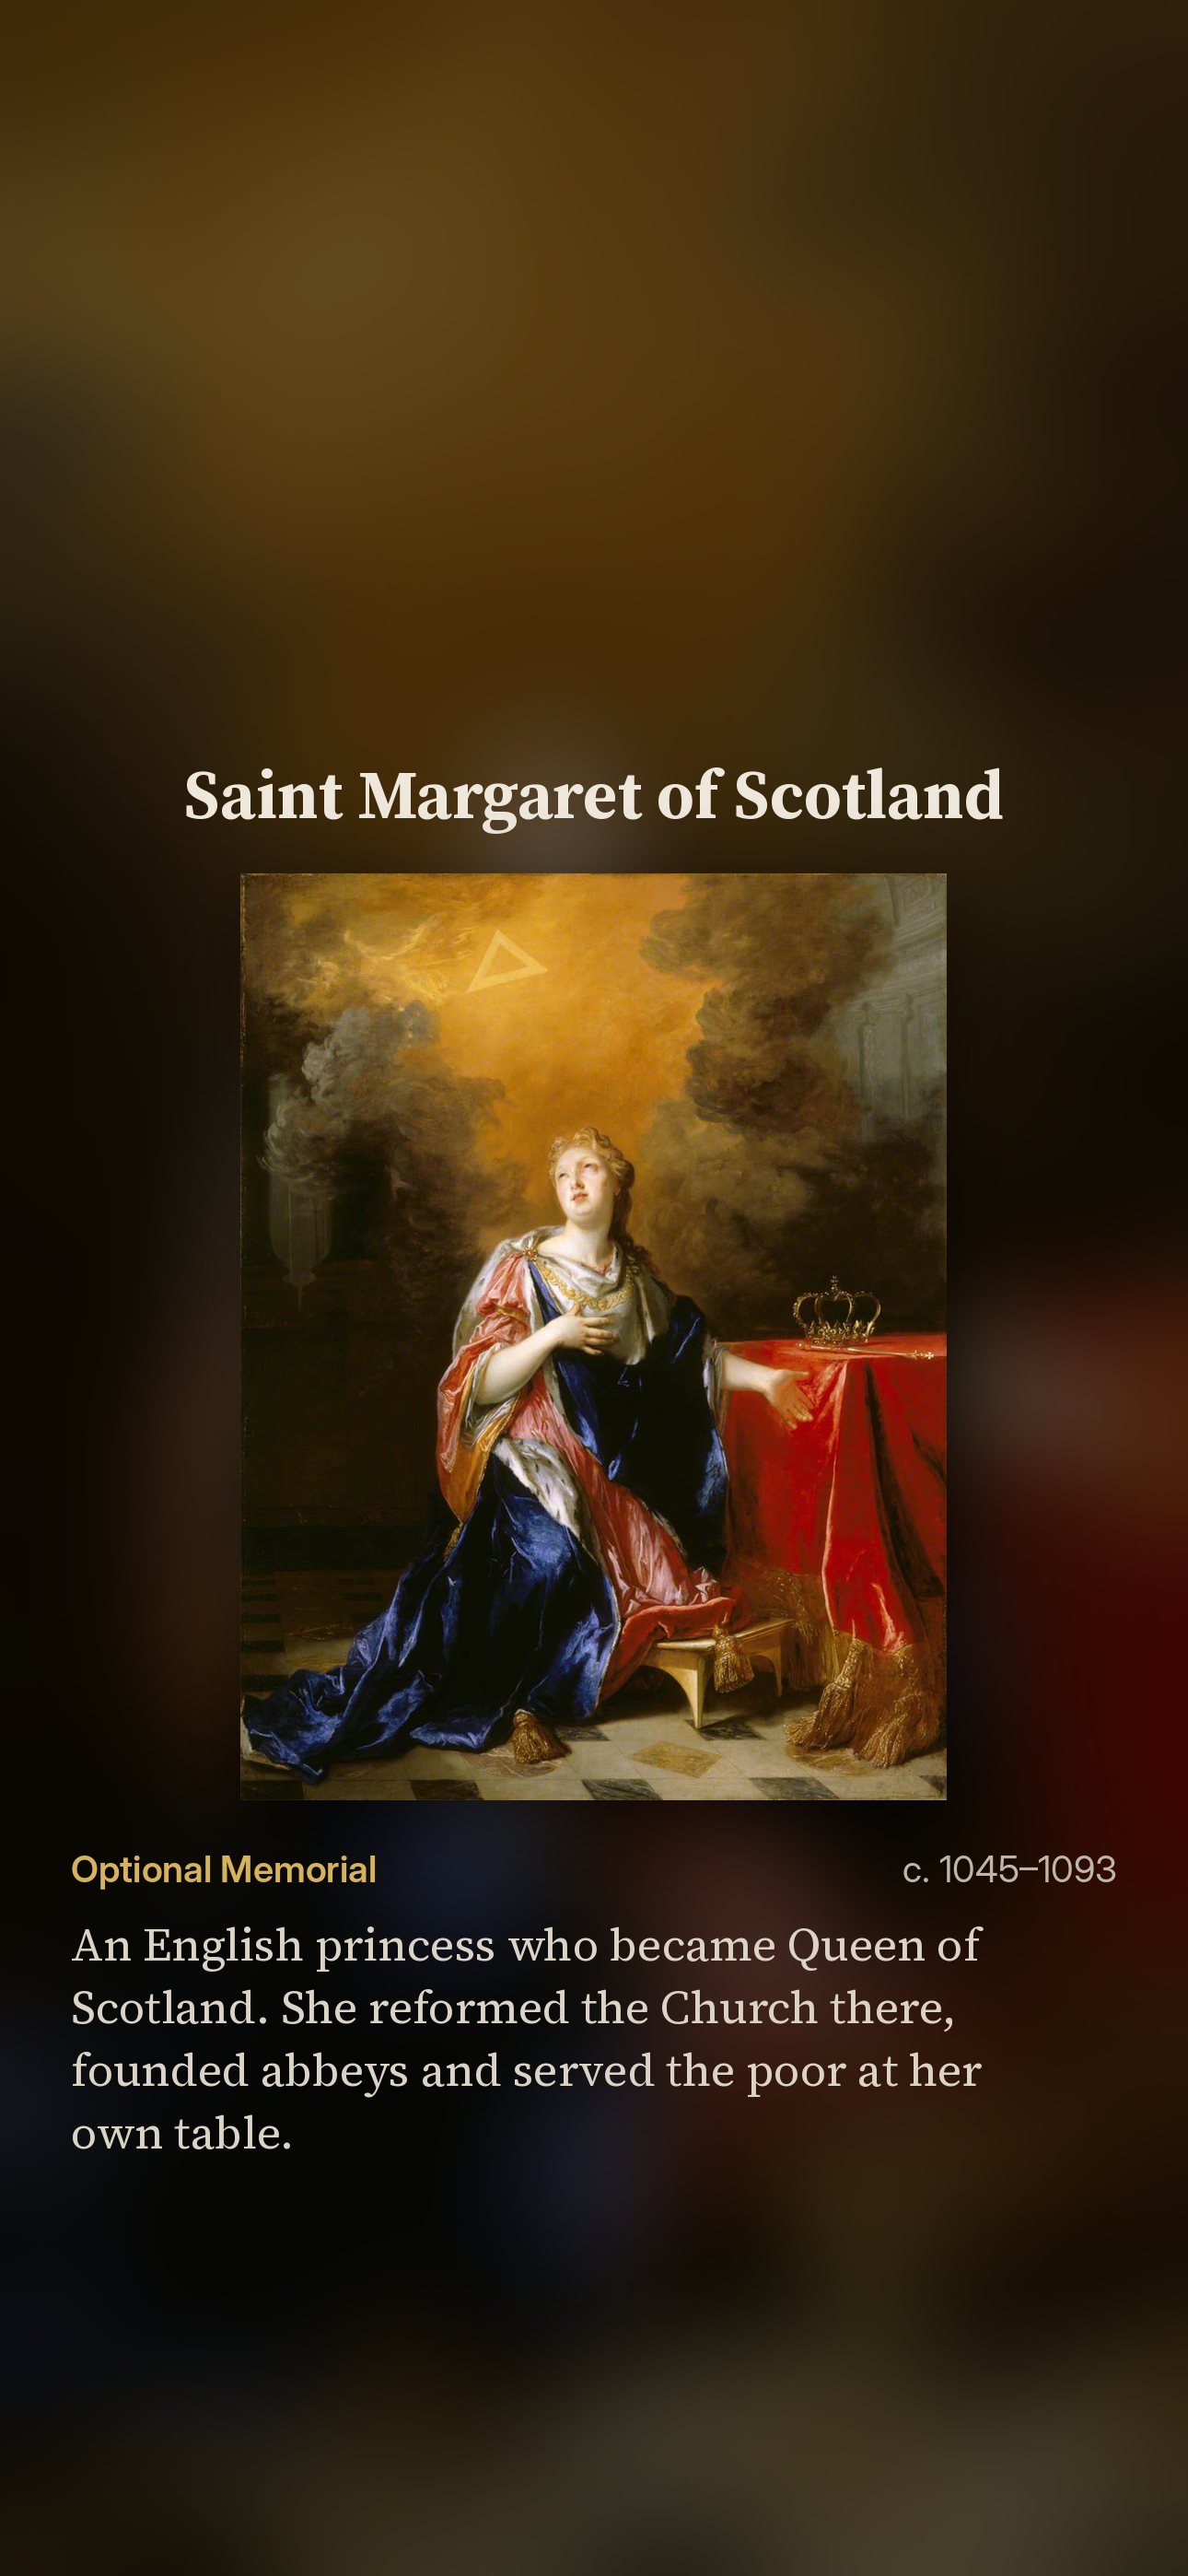 Saint Margaret of Scotland
Optional Memorial
c. 1045–1093
An English princess who became Queen of
Scotland. She reformed the Church there,
founded abbeys and served the poor at her
own table.